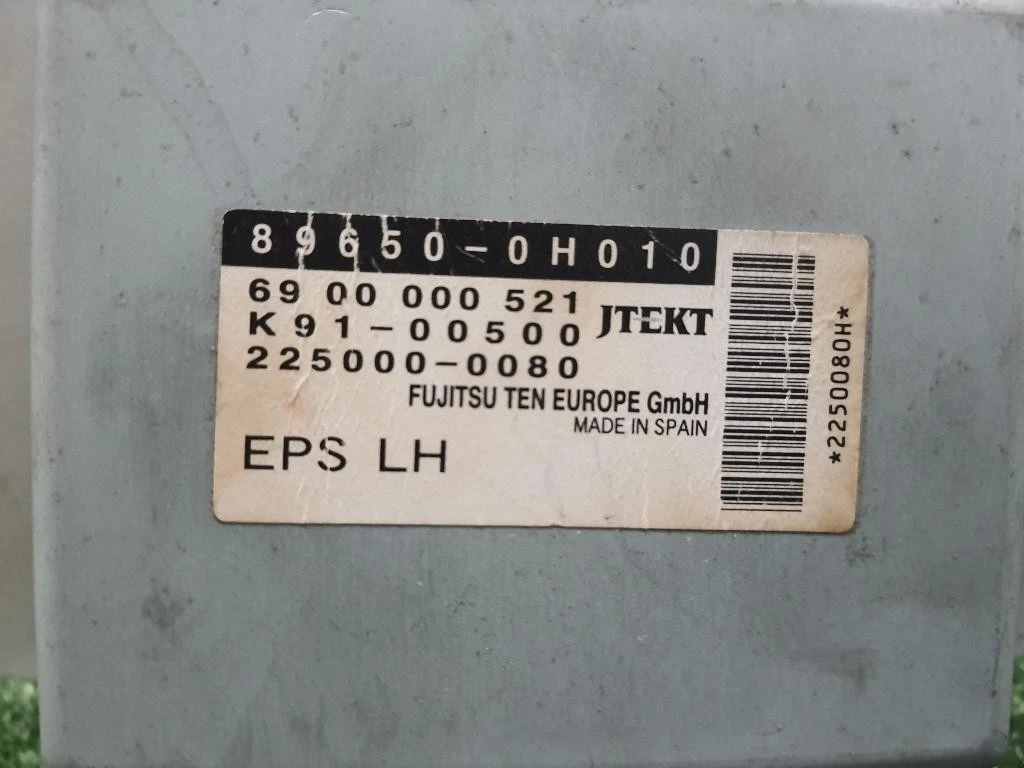 89650-0H010
69 00 000 521
K91-00500
JTEKT
225000-0080
FUJITSU TEN EUROPE GmbH
MADE IN SPAIN
EPS LH
*2250080H*